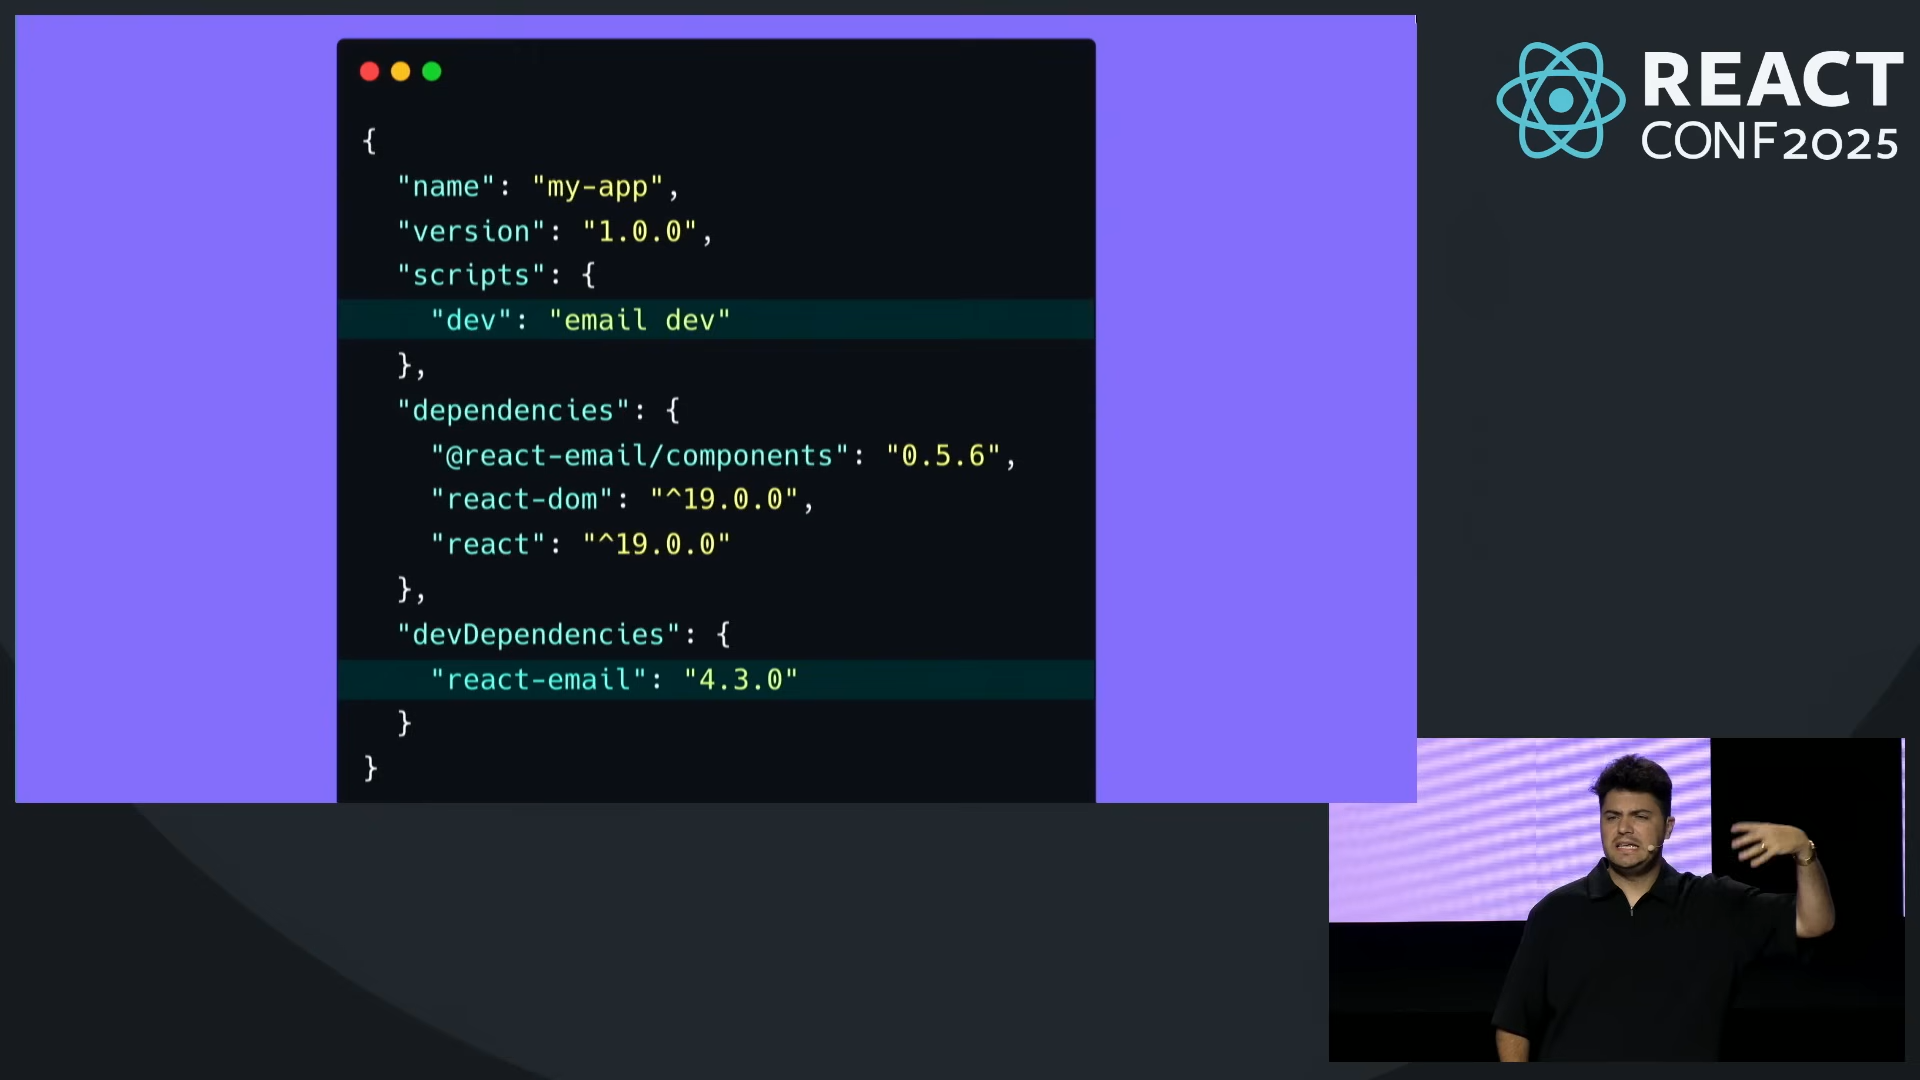 {
"name": "my-app",
"version": "1.0.0",
"scripts": {
"dev": "email dev"
},
"dependencies": {
"@react-email/components": "0.5.6",
"react-dom": "^19.0.0",
"react": "^19.0.0"
},
"devDependencies": {
"react-email": "4.3.0"
}
}
REACT
CONF2025